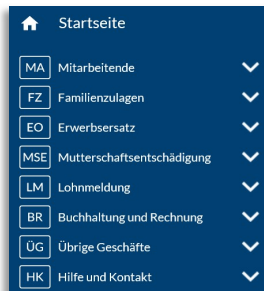 Startseite
MA Mitarbeitende
FZ Familienzulagen
EO Erwerbsersatz
MSE Mutterschaftsentschädigung
LM Lohnmeldung
BR Buchhaltung und Rechnung
ÜG Übrige Geschäfte
HK Hilfe und Kontakt